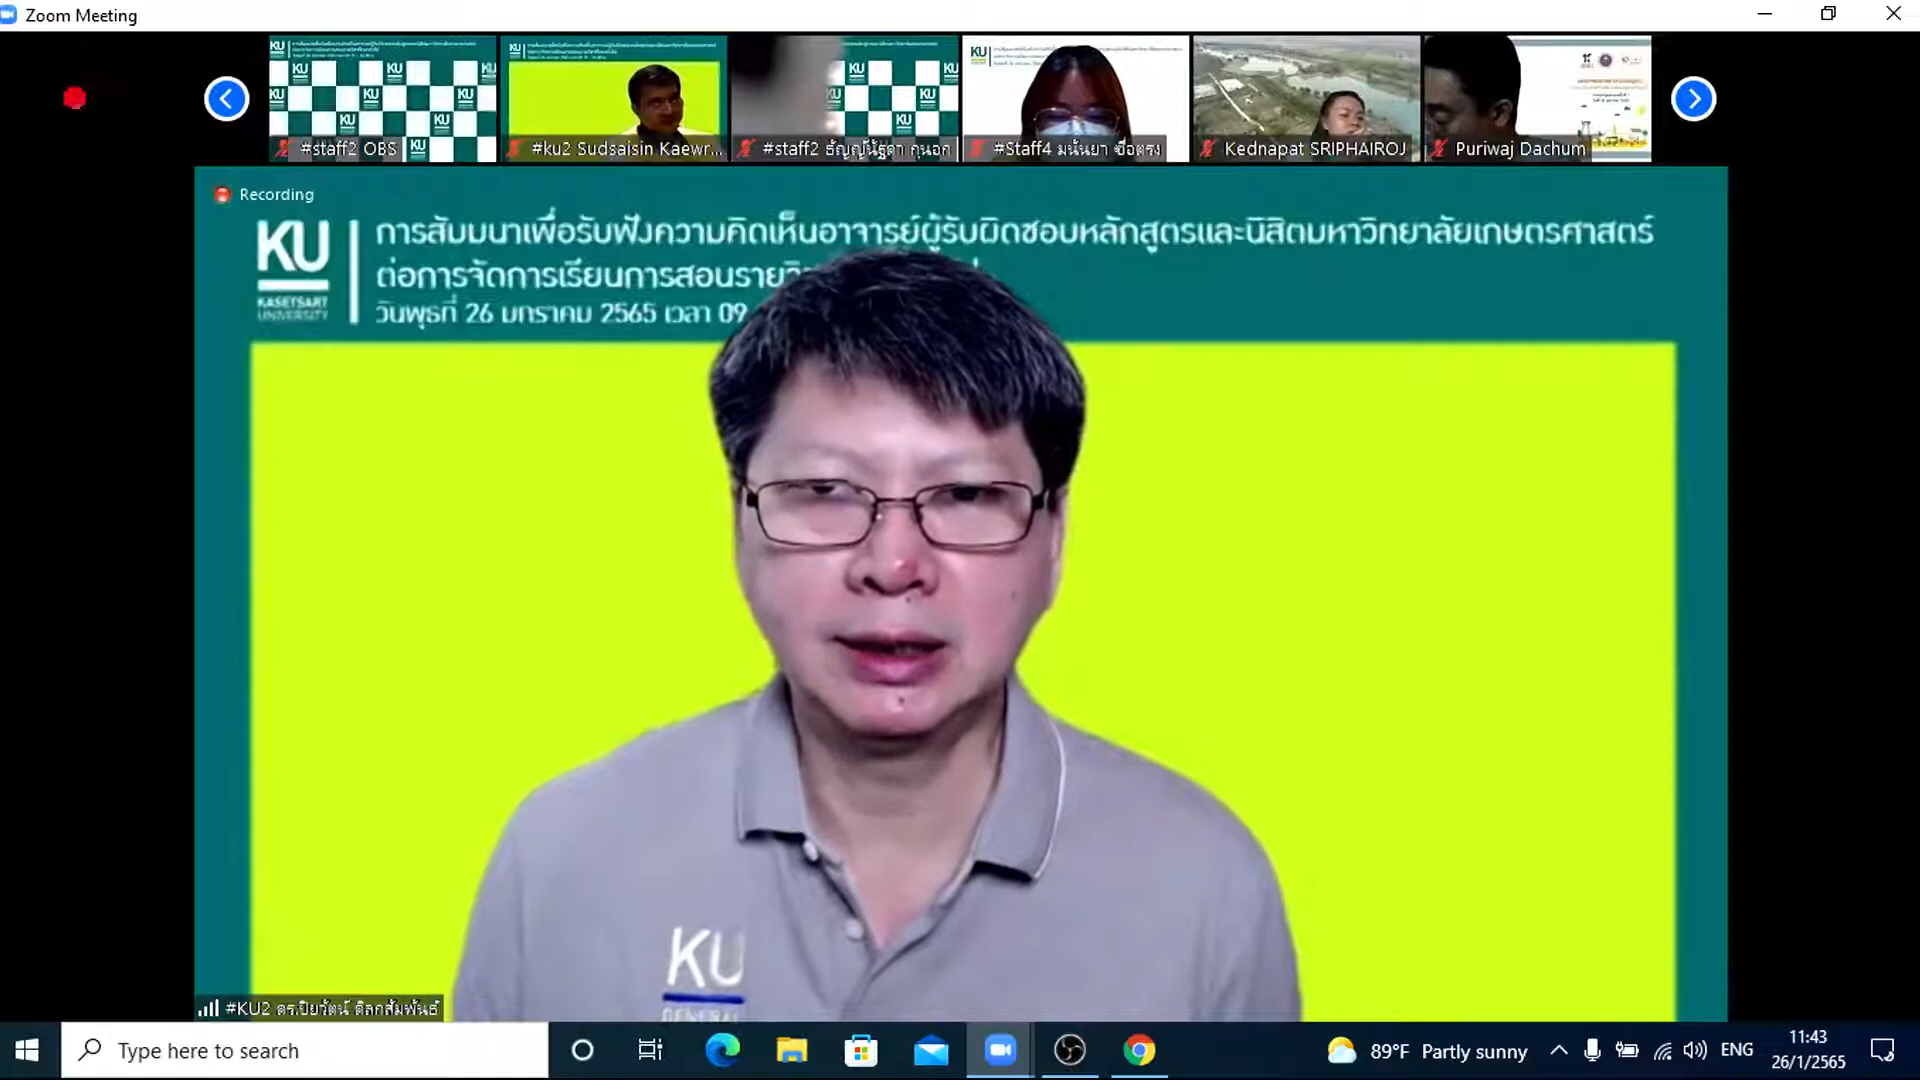 Zoom Meeting
#staff2 OBS
#ku2 Sudsaisin Kaewr...
#staff2 ธัญญ์นัฐตา กุนอก
#Staff4 มนันยา ซื่อตรง
Kednapat SRIPHAIROJ
Puriwaj Dachum
Recording
KU
KASETSART
UNIVERSITY
การสัมมนาเพื่อรับฟังความคิดเห็นอาจารย์ผู้รับผิดชอบหลักสูตรและนิสิตมหาวิทยาลัยเกษตรศาสตร์
ต่อการจัดการเรียนการสอนรายวิ
วันพุธที่ 26 มกราคม 2565 เวลา 09
KU
GENERAL
#KU2 ดร.ปิยวัตน์ ดิลกสัมพันธ์
Type here to search
89°F Partly sunny
ENG
11:43
26/1/2565